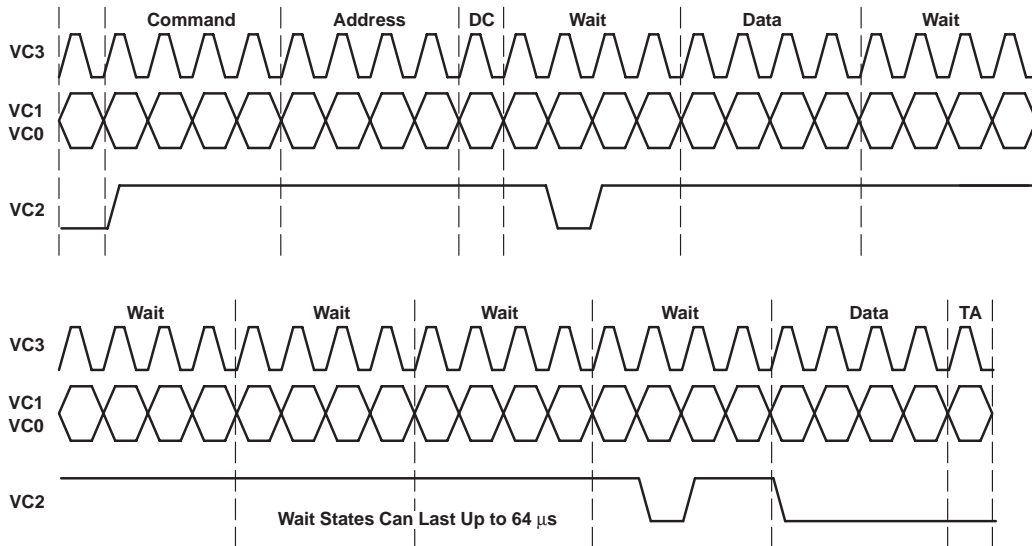 Command Address DC Wait Data Wait
VC3
VC1
VC0
VC2
Wait Wait Wait Wait Data TA
VC3
VC1
VC0
VC2
Wait States Can Last Up to 64 μs